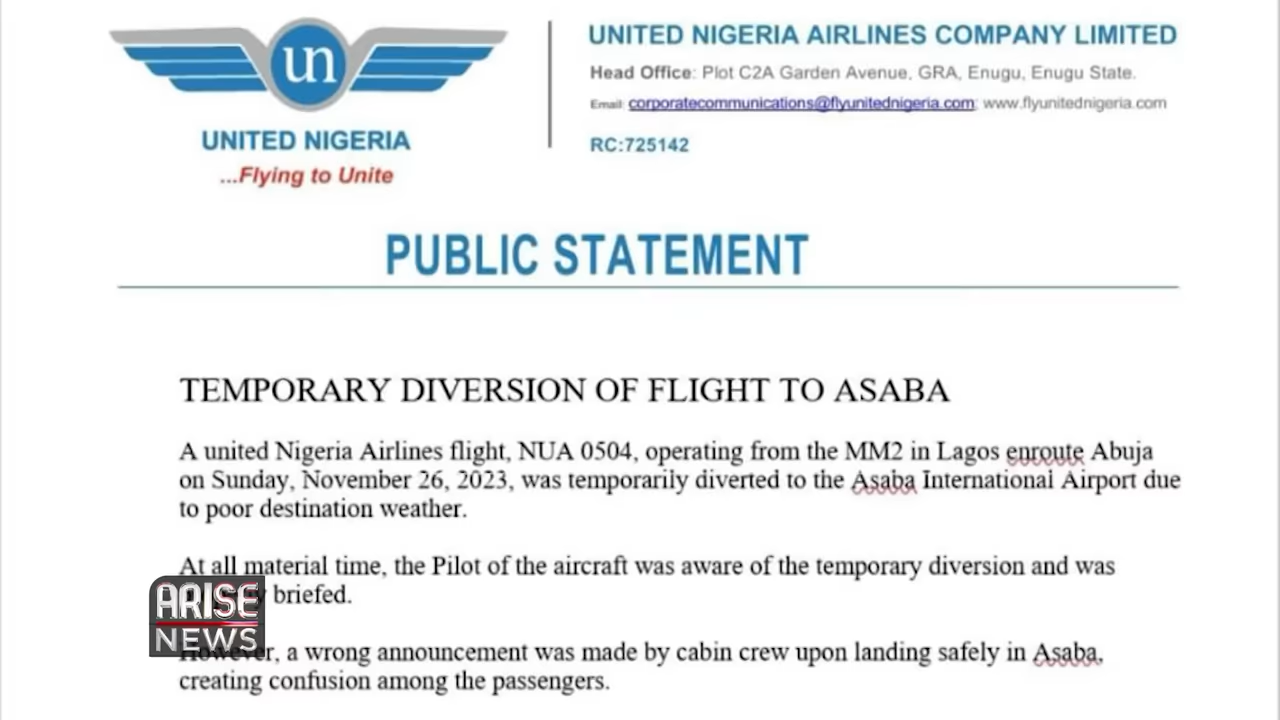 un
UNITED NIGERIA
...Flying to Unite
UNITED NIGERIA AIRLINES COMPANY LIMITED
Head Office: Plot C2A Garden Avenue, GRA, Enugu, Enugu State.
Email: corporatecommunications@flyunitednigeria.com: www.flyunitednigeria.com
RC:725142
PUBLIC STATEMENT
TEMPORARY DIVERSION OF FLIGHT TO ASABA
A united Nigeria Airlines flight, NUA 0504, operating from the MM2 in Lagos enroute Abuja
on Sunday, November 26, 2023, was temporarily diverted to the Asaba International Airport due
to poor destination weather.
At all material time, the Pilot of the aircraft was aware of the temporary diversion and was
briefed.
However, a wrong announcement was made by cabin crew upon landing safely in Asaba,
creating confusion among the passengers.
ARISE
NEWS